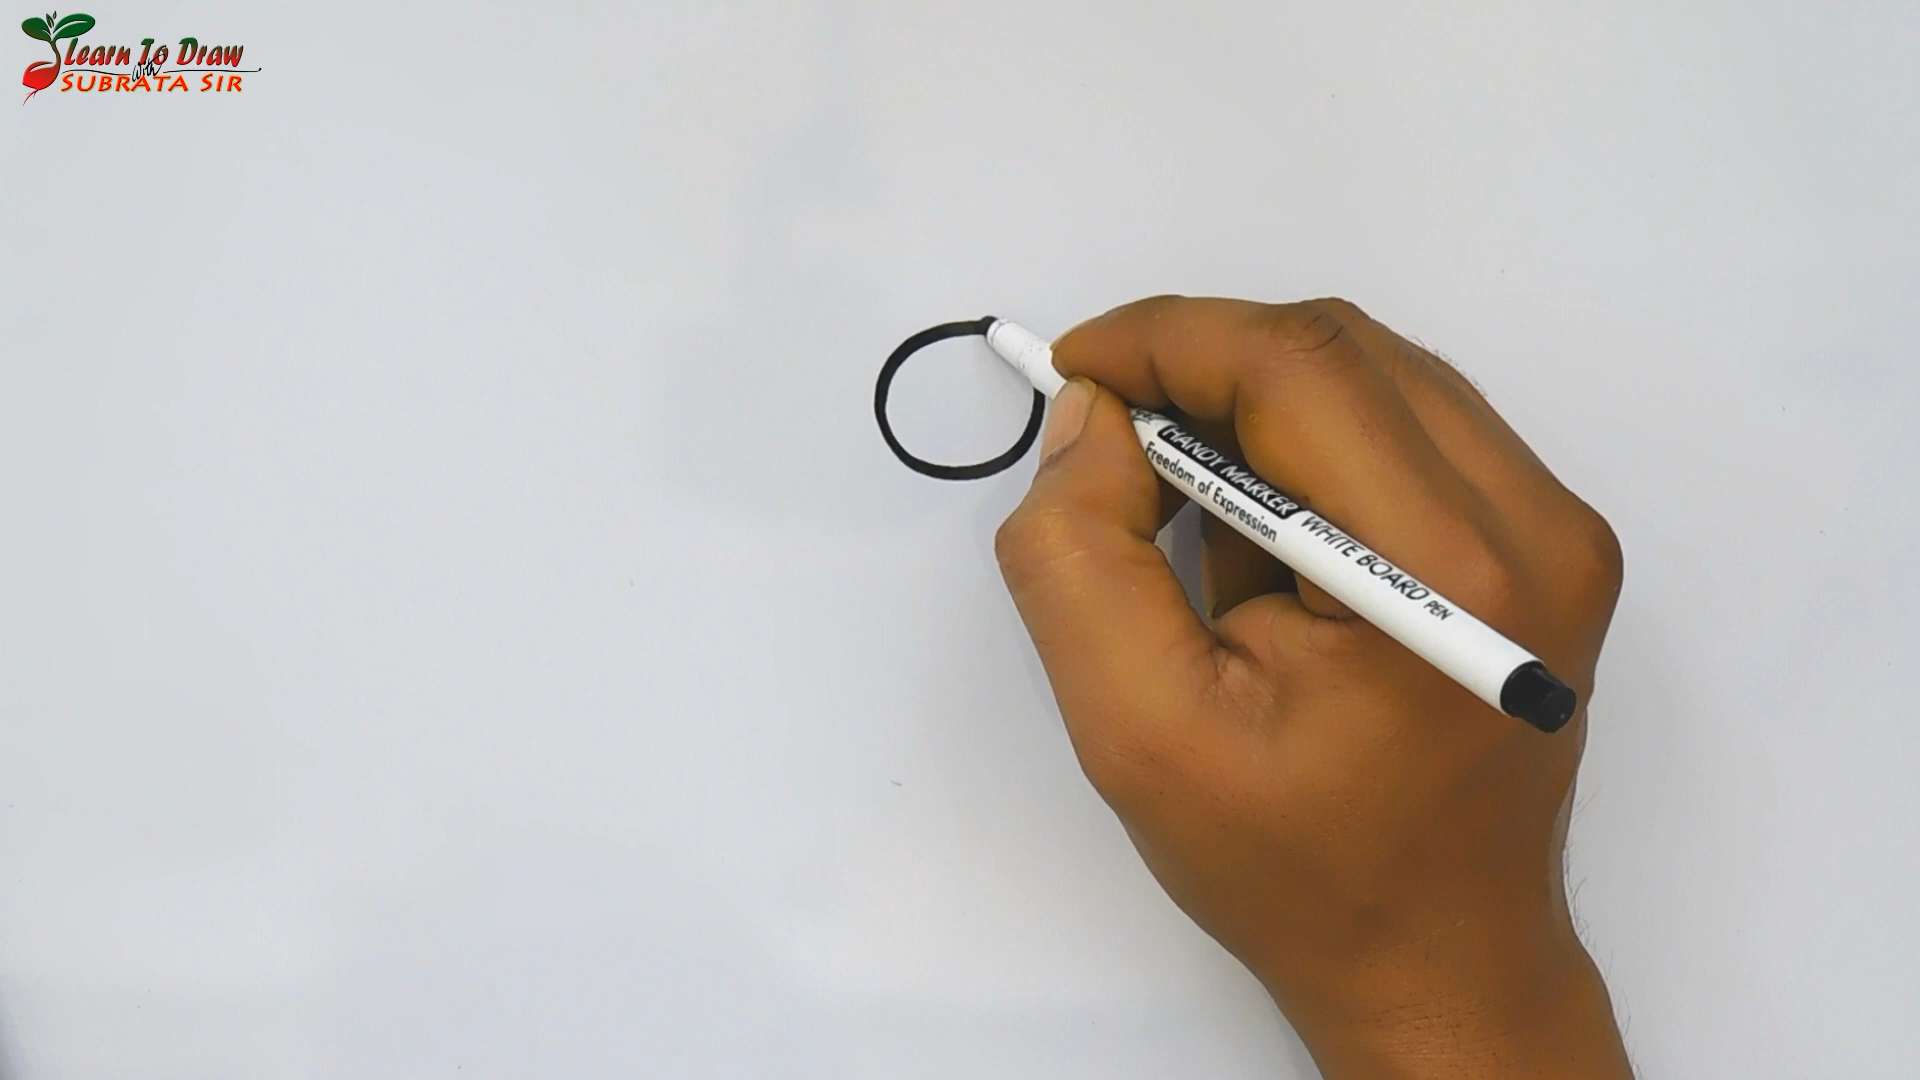 Learn To Draw
with
SUBRATA SIR
HANDY MARKER WHITE BOARD PEN
Freedom of Expression